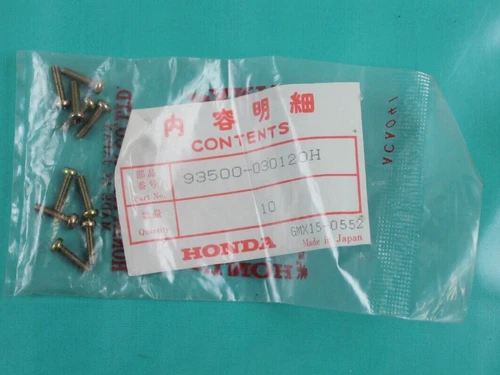 内容明細
CONTENTS
部品番号
Part No.
93500-030120H
数量
Quantity
10
GMX15-0552
HONDA
Made in Japan